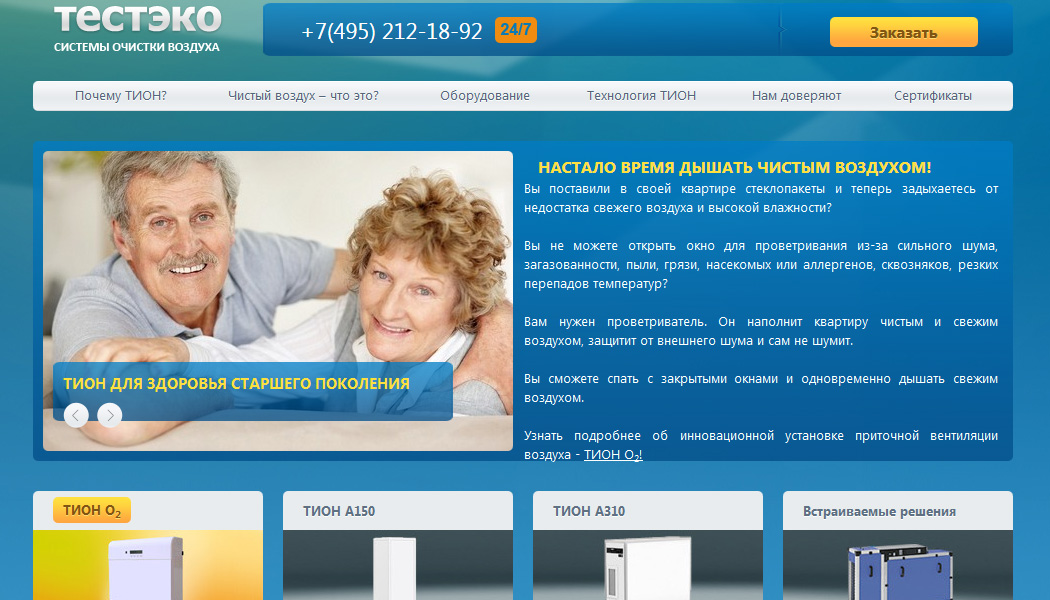 тестэко
СИСТЕМЫ ОЧИСТКИ ВОЗДУХА
+7(495) 212-18-92 24/7
Заказать
Почему ТИОН? Чистый воздух – что это? Оборудование Технология ТИОН Нам доверяют Сертификаты
НАСТАЛО ВРЕМЯ ДЫШАТЬ ЧИСТЫМ ВОЗДУХОМ!
Вы поставили в своей квартире стеклопакеты и теперь задыхаетесь от
недостатка свежего воздуха и высокой влажности?
Вы не можете открыть окно для проветривания из-за сильного шума,
загазованности, пыли, грязи, насекомых или аллергенов, сквозняков, резких
перепадов температур?
Вам нужен проветриватель. Он наполнит квартиру чистым и свежим
воздухом, защитит от внешнего шума и сам не шумит.
Вы сможете спать с закрытыми окнами и одновременно дышать свежим
воздухом.
Узнать подробнее об инновационной установке приточной вентиляции
воздуха - ТИОН O₂!
ТИОН ДЛЯ ЗДОРОВЬЯ СТАРШЕГО ПОКОЛЕНИЯ
ТИОН O₂ ТИОН А150 ТИОН А310 Встраиваемые решения